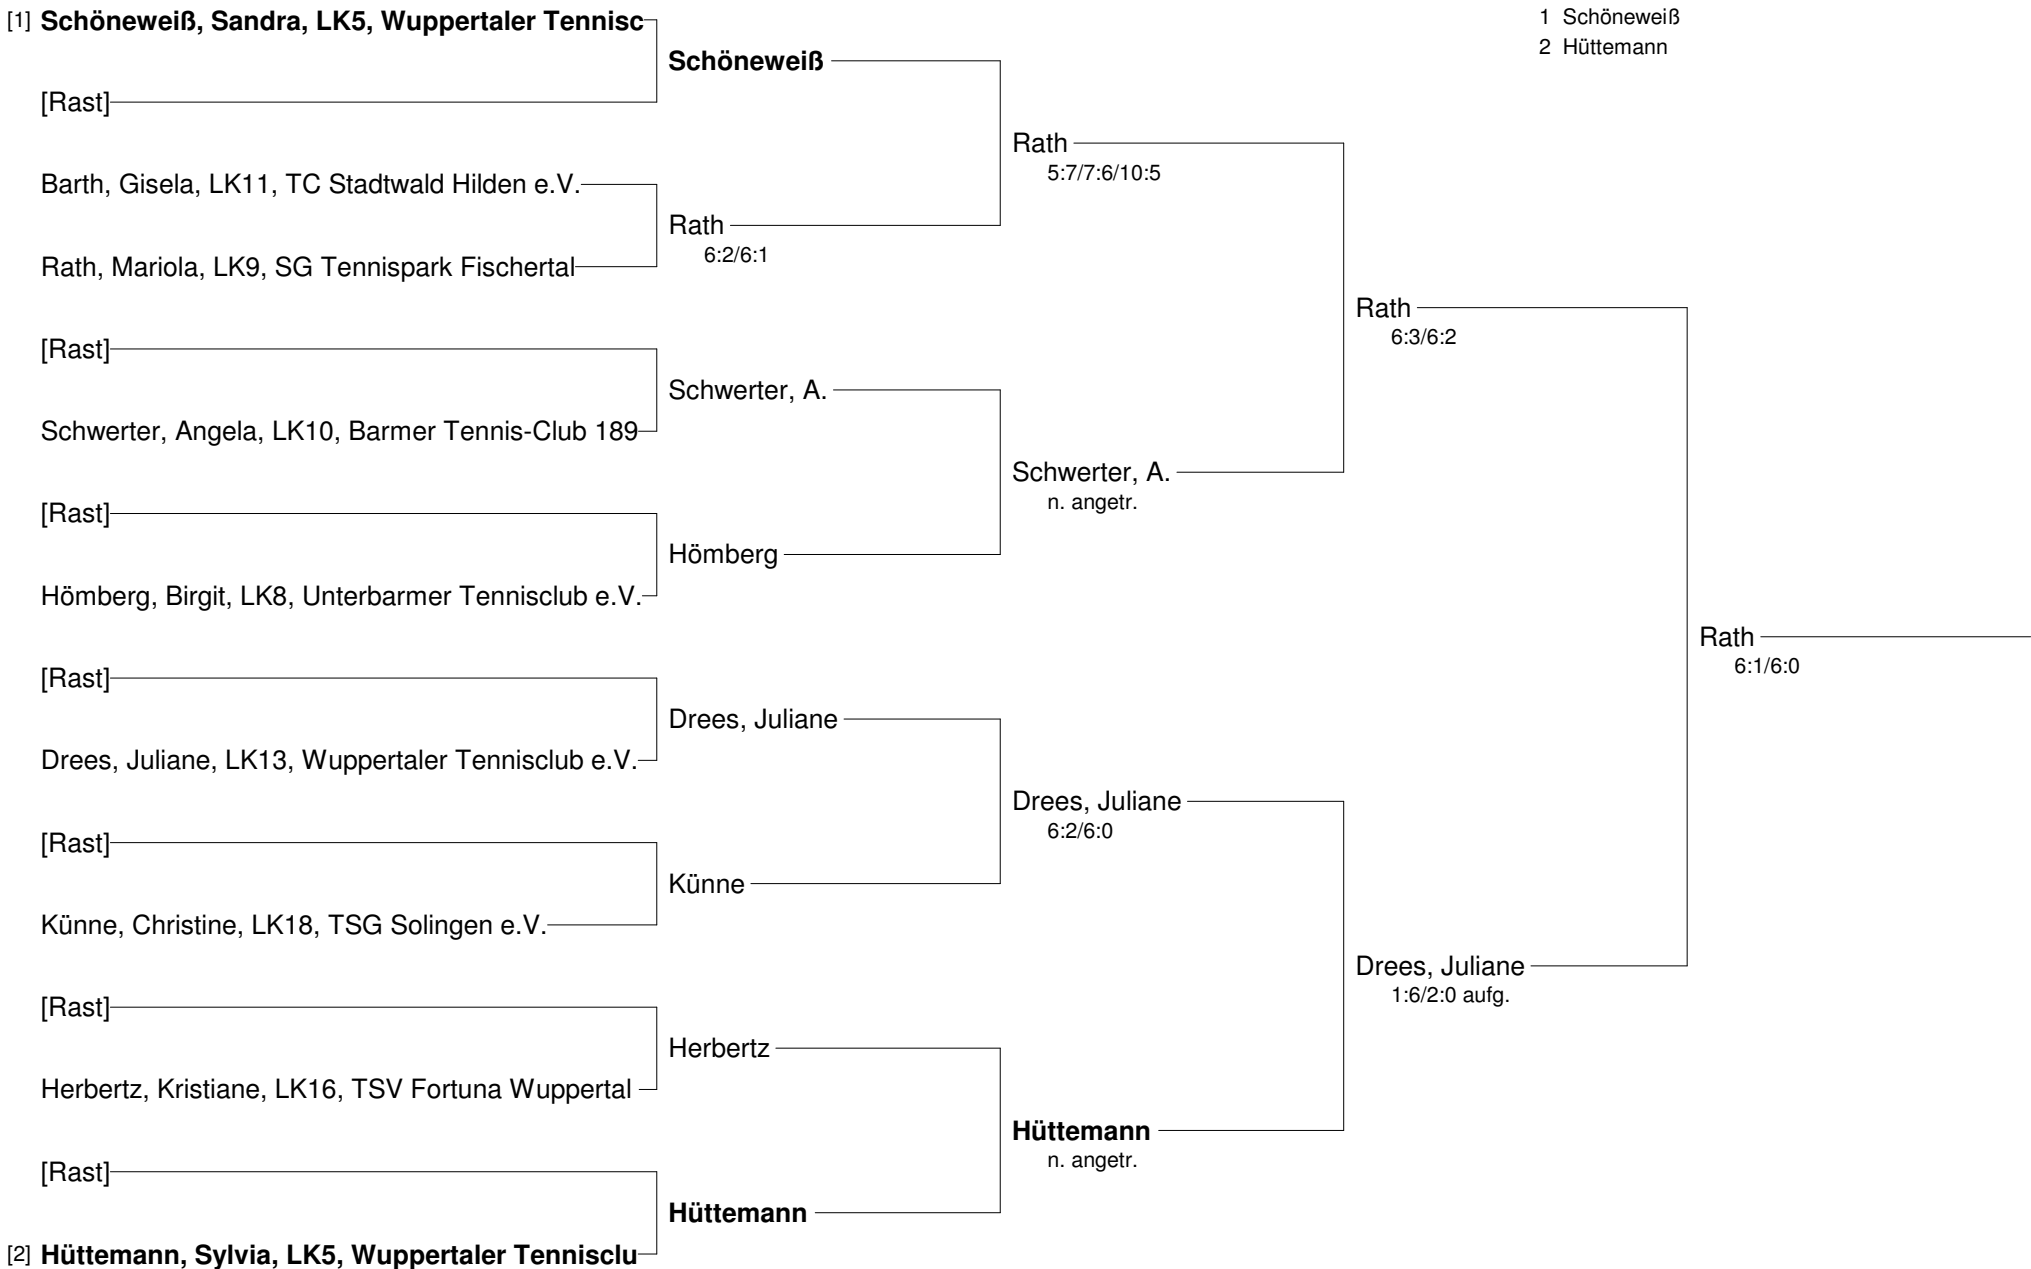 [1] Schöneweiß, Sandra, LK5, Wuppertaler Tennisc
1 Schöneweiß
2 Hüttemann
Schöneweiß
[Rast]
Rath
5:7/7:6/10:5
Barth, Gisela, LK11, TC Stadtwald Hilden e.V.
Rath
6:2/6:1
Rath, Mariola, LK9, SG Tennispark Fischertal
Rath
6:3/6:2
[Rast]
Schwerter, A.
Schwerter, Angela, LK10, Barmer Tennis-Club 189
Schwerter, A.
n. angetr.
[Rast]
Hömberg
Hömberg, Birgit, LK8, Unterbarmer Tennisclub e.V.
Rath
6:1/6:0
[Rast]
Drees, Juliane
Drees, Juliane, LK13, Wuppertaler Tennisclub e.V.
Drees, Juliane
6:2/6:0
[Rast]
Künne
Künne, Christine, LK18, TSG Solingen e.V.
Drees, Juliane
1:6/2:0 aufg.
[Rast]
Herbertz
Herbertz, Kristiane, LK16, TSV Fortuna Wuppertal
Hüttemann
n. angetr.
[Rast]
Hüttemann
[2] Hüttemann, Sylvia, LK5, Wuppertaler Tennisclu